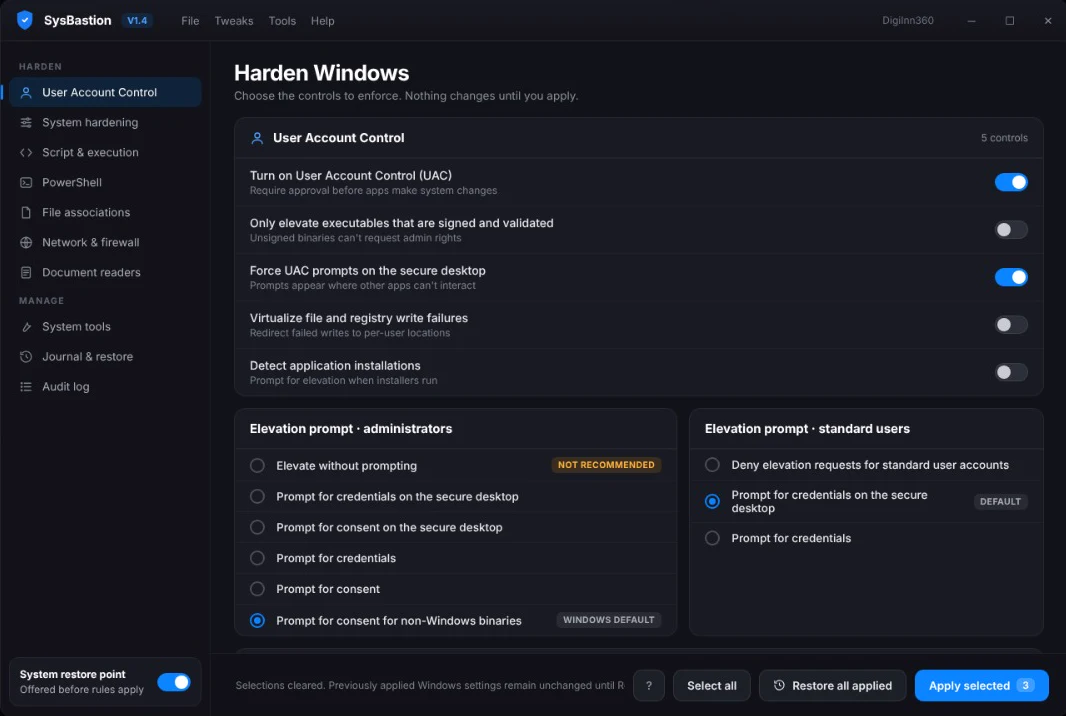 SysBastion V1.4 File Tweaks Tools Help DigiInn360
HARDEN
User Account Control
System hardening
Script & execution
PowerShell
File associations
Network & firewall
Document readers
MANAGE
System tools
Journal & restore
Audit log
System restore point
Offered before rules apply
Harden Windows
Choose the controls to enforce. Nothing changes until you apply.
User Account Control 5 controls
Turn on User Account Control (UAC)
Require approval before apps make system changes
Only elevate executables that are signed and validated
Unsigned binaries can't request admin rights
Force UAC prompts on the secure desktop
Prompts appear where other apps can't interact
Virtualize file and registry write failures
Redirect failed writes to per-user locations
Detect application installations
Prompt for elevation when installers run
Elevation prompt · administrators
Elevate without prompting NOT RECOMMENDED
Prompt for credentials on the secure desktop
Prompt for consent on the secure desktop
Prompt for credentials
Prompt for consent
Prompt for consent for non-Windows binaries WINDOWS DEFAULT
Elevation prompt · standard users
Deny elevation requests for standard user accounts
Prompt for credentials on the secure
desktop DEFAULT
Prompt for credentials
Selections cleared. Previously applied Windows settings remain unchanged until
? Select all Restore all applied Apply selected 3